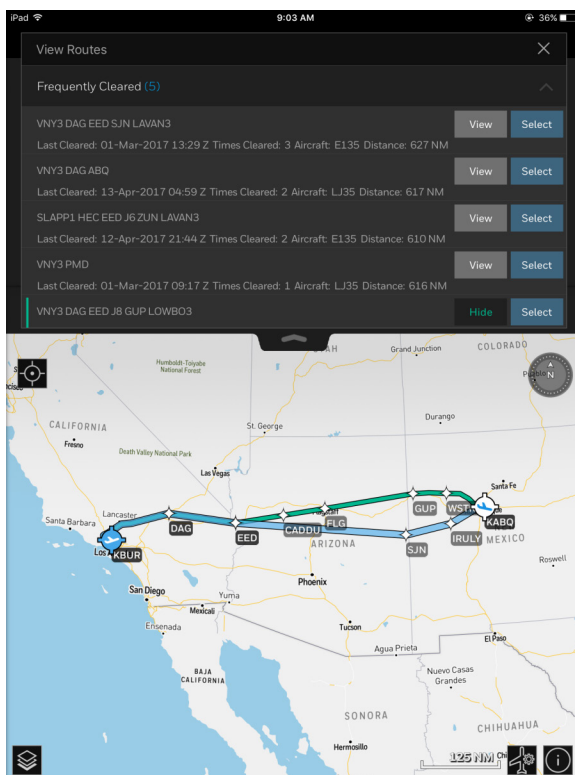 iPad 9:03 AM 36%
View Routes
Frequently Cleared (5)
VNY3 DAG EED SJN LAVAN3
View Select
Last Cleared: 01-Mar-2017 13:29 Z Times Cleared: 3 Aircraft: E135 Distance: 627 NM
VNY3 DAG ABQ
View Select
Last Cleared: 13-Apr-2017 04:59 Z Times Cleared: 2 Aircraft: LJ35 Distance: 617 NM
SLAPP1 HEC EED J6 ZUN LAVAN3
View Select
Last Cleared: 12-Apr-2017 21:44 Z Times Cleared: 2 Aircraft: E135 Distance: 610 NM
VNY3 PMD
View Select
Last Cleared: 01-Mar-2017 09:17 Z Times Cleared: 1 Aircraft: LJ35 Distance: 616 NM
VNY3 DAG EED J8 GUP LOWBO3
Hide Select
Grand Junction
COLORADO
Humboldt-Toiyabe
National Forest
N
CALIFORNIA
Fresno
St. George
Durango
Death Valley National Park
Las Vegas
Santa Fe
Lancaster
Santa Barbara
DAG
EED
CADDU
FLG
GUP
KABQ
KBUR
ARIZONA
SJN
IRULY
MEXICO
Roswell
San Diego
Phoenix
Yuma
Mexicali
Ensenada
Tucson
El Paso
Agua Prieta
BAJA
CALIFORNIA
Nuevo Casas
Grandes
SONORA
CHIHUAHUA
Hermosillo
125 NM